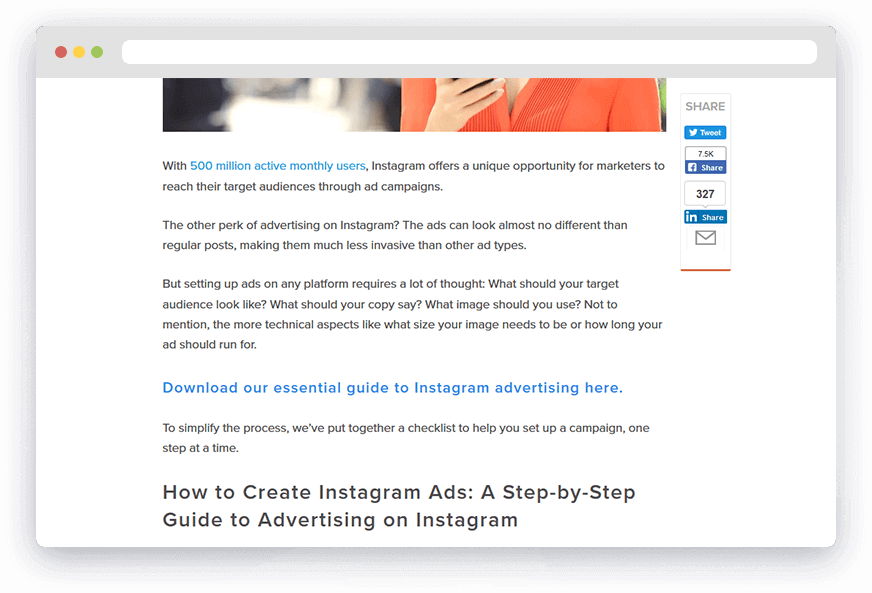 With 500 million active monthly users, Instagram offers a unique opportunity for marketers to
reach their target audiences through ad campaigns.
The other perk of advertising on Instagram? The ads can look almost no different than
regular posts, making them much less invasive than other ad types.
But setting up ads on any platform requires a lot of thought: What should your target
audience look like? What should your copy say? What image should you use? Not to
mention, the more technical aspects like what size your image needs to be or how long your
ad should run for.
Download our essential guide to Instagram advertising here.
To simplify the process, we've put together a checklist to help you set up a campaign, one
step at a time.
How to Create Instagram Ads: A Step-by-Step
Guide to Advertising on Instagram
SHARE
Tweet
7.5K
Share
327
in Share